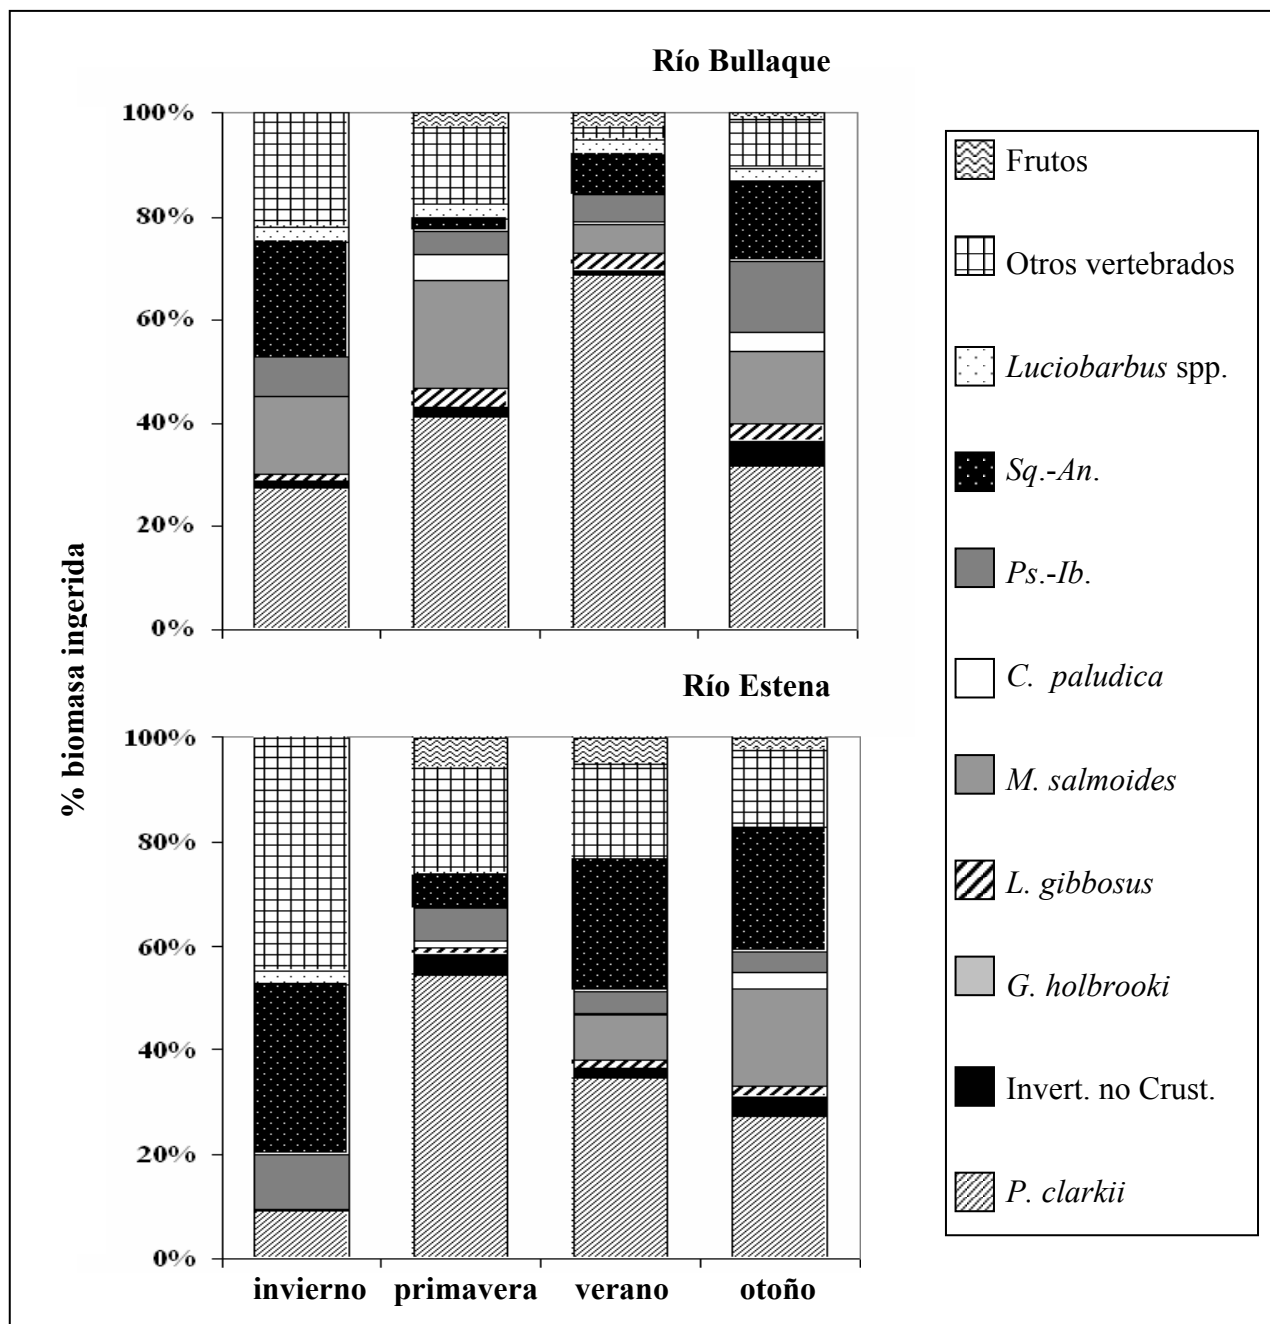 Río Bullaque
100%
80%
60%
40%
20%
0%
% biomasa ingerida
Río Estena
100%
80%
60%
40%
20%
0%
invierno primavera verano otoño
Frutos
Otros vertebrados
Luciobarbus spp.
Sq.-An.
Ps.-Ib.
C. paludica
M. salmoides
L. gibbosus
G. holbrooki
Invert. no Crust.
P. clarkii